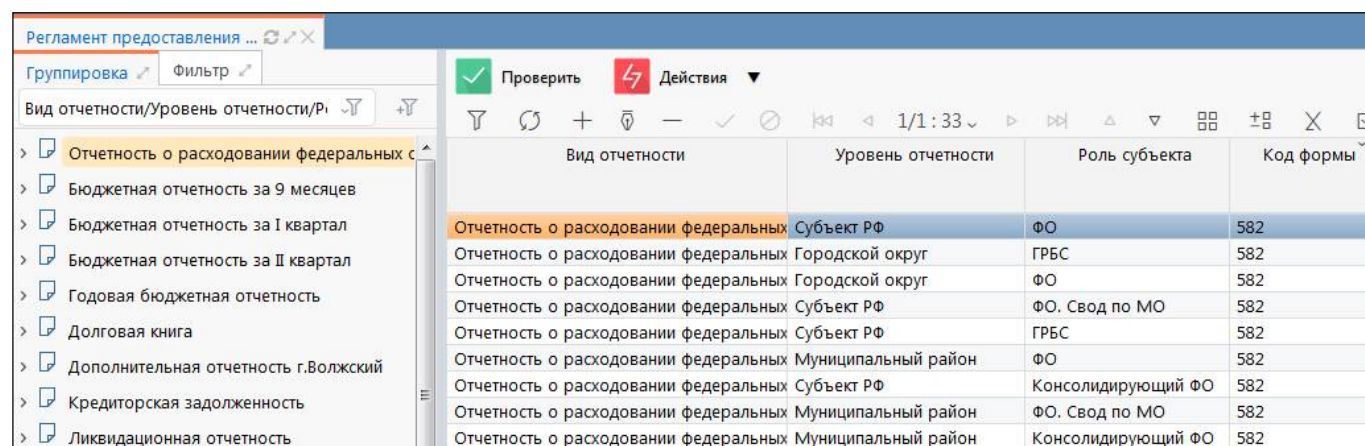 Регламент предоставления ...
Группировка Фильтр
Вид отчетности/Уровень отчетности/Р
Отчетность о расходовании федеральных с
Бюджетная отчетность за 9 месяцев
Бюджетная отчетность за I квартал
Бюджетная отчетность за II квартал
Годовая бюджетная отчетность
Долговая книга
Дополнительная отчетность г.Волжский
Кредиторская задолженность
Ликвидационная отчетность
Проверить Действия
1/1 : 33
Вид отчетности Уровень отчетности Роль субъекта Код формы
Отчетность о расходовании федеральных Субъект РФ ФО 582
Отчетность о расходовании федеральных Городской округ ГРБС 582
Отчетность о расходовании федеральных Городской округ ФО 582
Отчетность о расходовании федеральных Субъект РФ ФО. Свод по МО 582
Отчетность о расходовании федеральных Субъект РФ ГРБС 582
Отчетность о расходовании федеральных Муниципальный район ФО 582
Отчетность о расходовании федеральных Субъект РФ Консолидирующий ФО 582
Отчетность о расходовании федеральных Муниципальный район ФО. Свод по МО 582
Отчетность о расходовании федеральных Муниципальный район Консолидирующий ФО 582